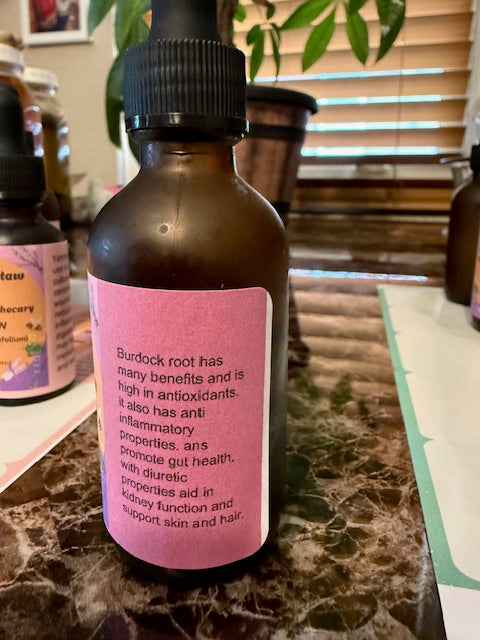 Burdock root has
many benefits and is
high in antioxidants.
it also has anti
inflammatory
properties. ans
promote gut health.
with diuretic
properties aid in
kidney function and
support skin and hair.